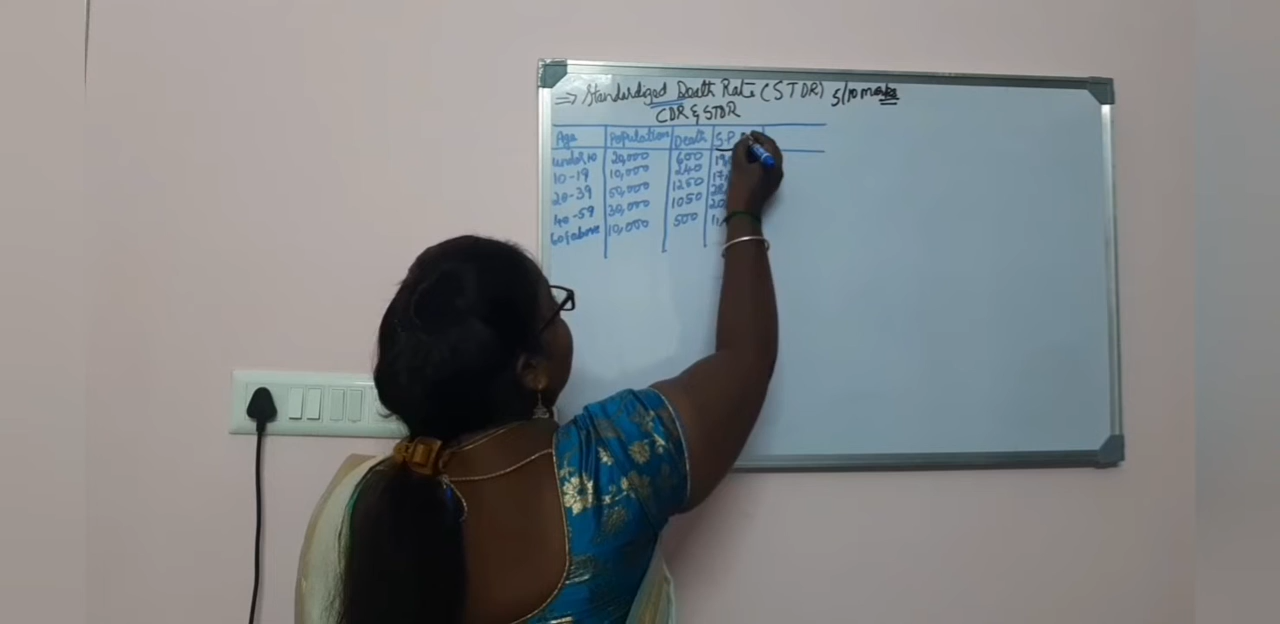 ⇒ Standardized Death Rate (STDR) 5/10 marks
CDR & STDR
Age Population Death S.P
under 10 20,000 600
10-19 10,000 240
20-39 50,000 1250
40-59 30,000 1050
60 & above 10,000 500